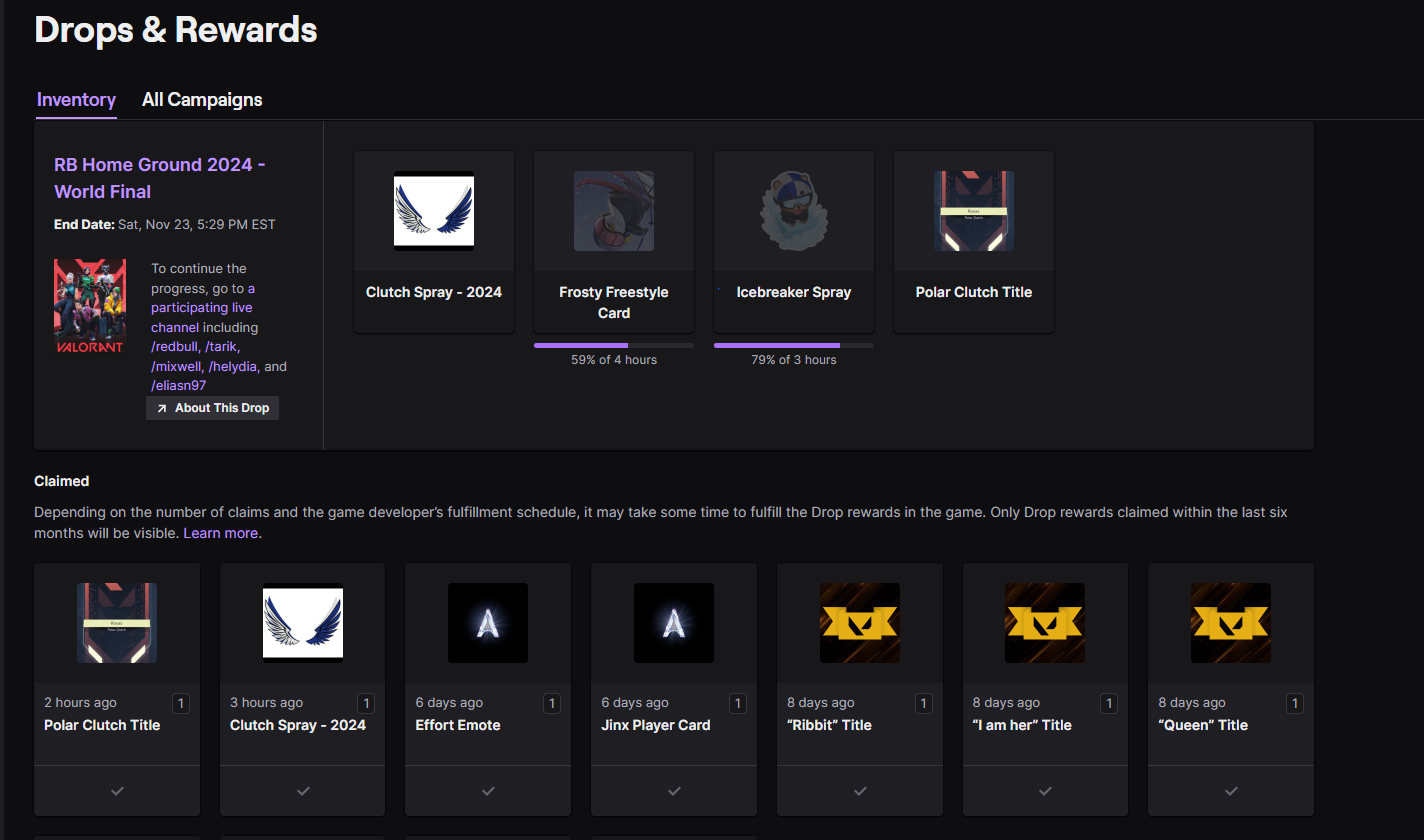 Drops & Rewards
Inventory
All Campaigns
RB Home Ground 2024 -
World Final
End Date: Sat, Nov 23, 5:29 PM EST
VALORANT
To continue the
progress, go to a
participating live
channel including
/redbull, /tarik,
/mixwell, /helydia, and
/eliasn97
About This Drop
Clutch Spray - 2024
Frosty Freestyle
Card
59% of 4 hours
Icebreaker Spray
79% of 3 hours
Polar Clutch
Polar Clutch Title
Claimed
Depending on the number of claims and the game developer’s fulfillment schedule, it may take some time to fulfill the Drop rewards in the game. Only Drop rewards claimed within the last six
months will be visible. Learn more.
Polar Clutch
2 hours ago
1
Polar Clutch Title
3 hours ago
1
Clutch Spray - 2024
6 days ago
1
Effort Emote
6 days ago
1
Jinx Player Card
8 days ago
1
“Ribbit” Title
8 days ago
1
“I am her” Title
8 days ago
1
“Queen” Title